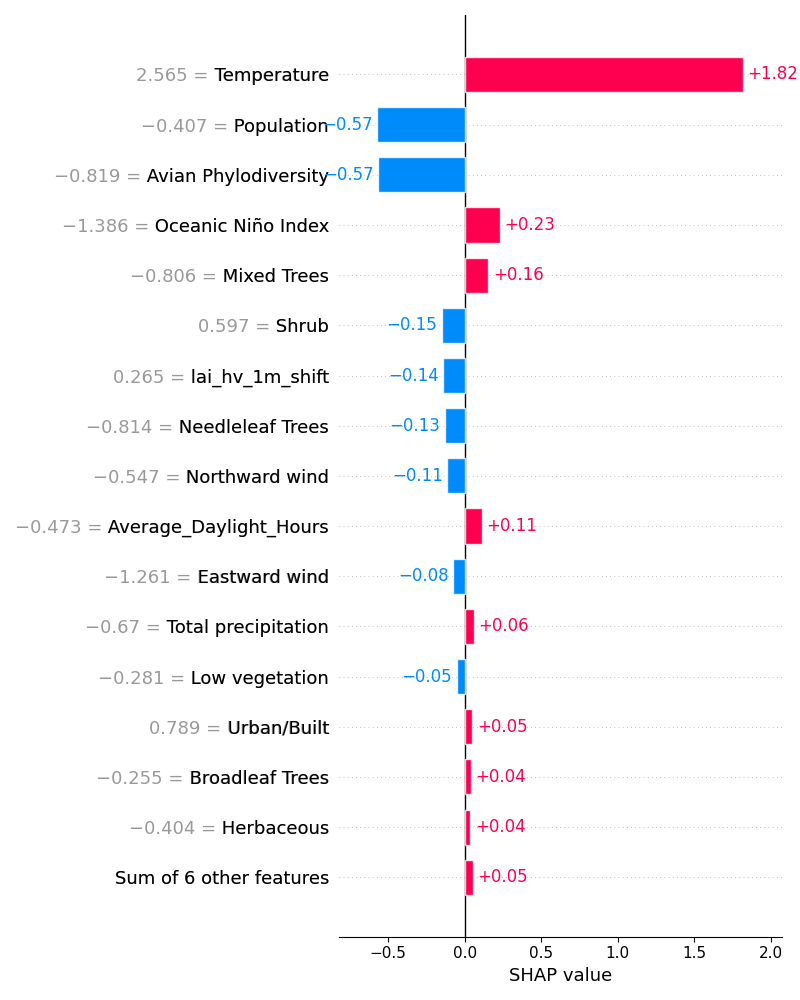 2.565 = Temperature +1.82
−0.407 = Population −0.57
−0.819 = Avian Phylodiversity −0.57
−1.386 = Oceanic Niño Index +0.23
−0.806 = Mixed Trees +0.16
0.597 = Shrub −0.15
0.265 = lai_hv_1m_shift −0.14
−0.814 = Needleleaf Trees −0.13
−0.547 = Northward wind −0.11
−0.473 = Average_Daylight_Hours +0.11
−1.261 = Eastward wind −0.08
−0.67 = Total precipitation +0.06
−0.281 = Low vegetation −0.05
0.789 = Urban/Built +0.05
−0.255 = Broadleaf Trees +0.04
−0.404 = Herbaceous +0.04
Sum of 6 other features +0.05
−0.5 0.0 0.5 1.0 1.5 2.0
SHAP value